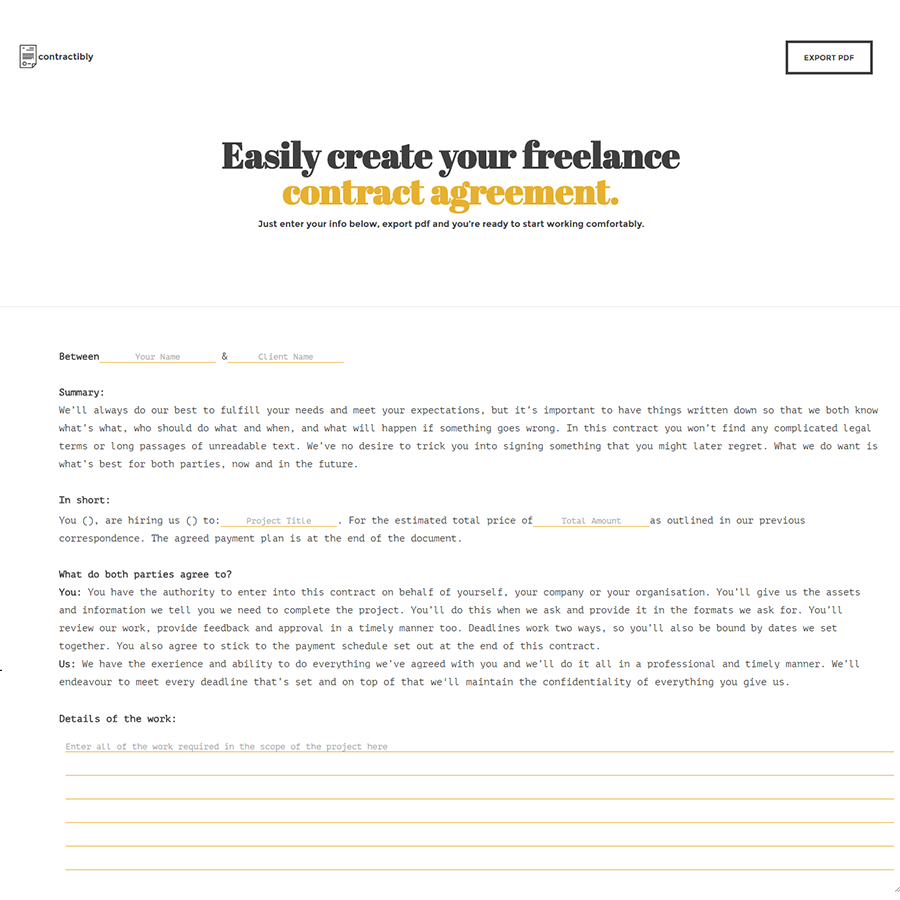 contractibly
EXPORT PDF
Easily create your freelance
contract agreement.
Just enter your info below, export pdf and you're ready to start working comfortably.
Between Your Name & Client Name
Summary:
We'll always do our best to fulfill your needs and meet your expectations, but it's important to have things written down so that we both know
what's what, who should do what and when, and what will happen if something goes wrong. In this contract you won't find any complicated legal
terms or long passages of unreadable text. We've no desire to trick you into signing something that you might later regret. What we do want is
what's best for both parties, now and in the future.
In short:
You (), are hiring us () to: Project Title . For the estimated total price of Total Amount as outlined in our previous
correspondence. The agreed payment plan is at the end of the document.
What do both parties agree to?
You: You have the authority to enter into this contract on behalf of yourself, your company or your organisation. You'll give us the assets
and information we tell you we need to complete the project. You'll do this when we ask and provide it in the formats we ask for. You'll
review our work, provide feedback and approval in a timely manner too. Deadlines work two ways, so you'll also be bound by dates we set
together. You also agree to stick to the payment schedule set out at the end of this contract.
Us: We have the exerience and ability to do everything we've agreed with you and we'll do it all in a professional and timely manner. We'll
endeavour to meet every deadline that's set and on top of that we'll maintain the confidentiality of everything you give us.
Details of the work:
Enter all of the work required in the scope of the project here